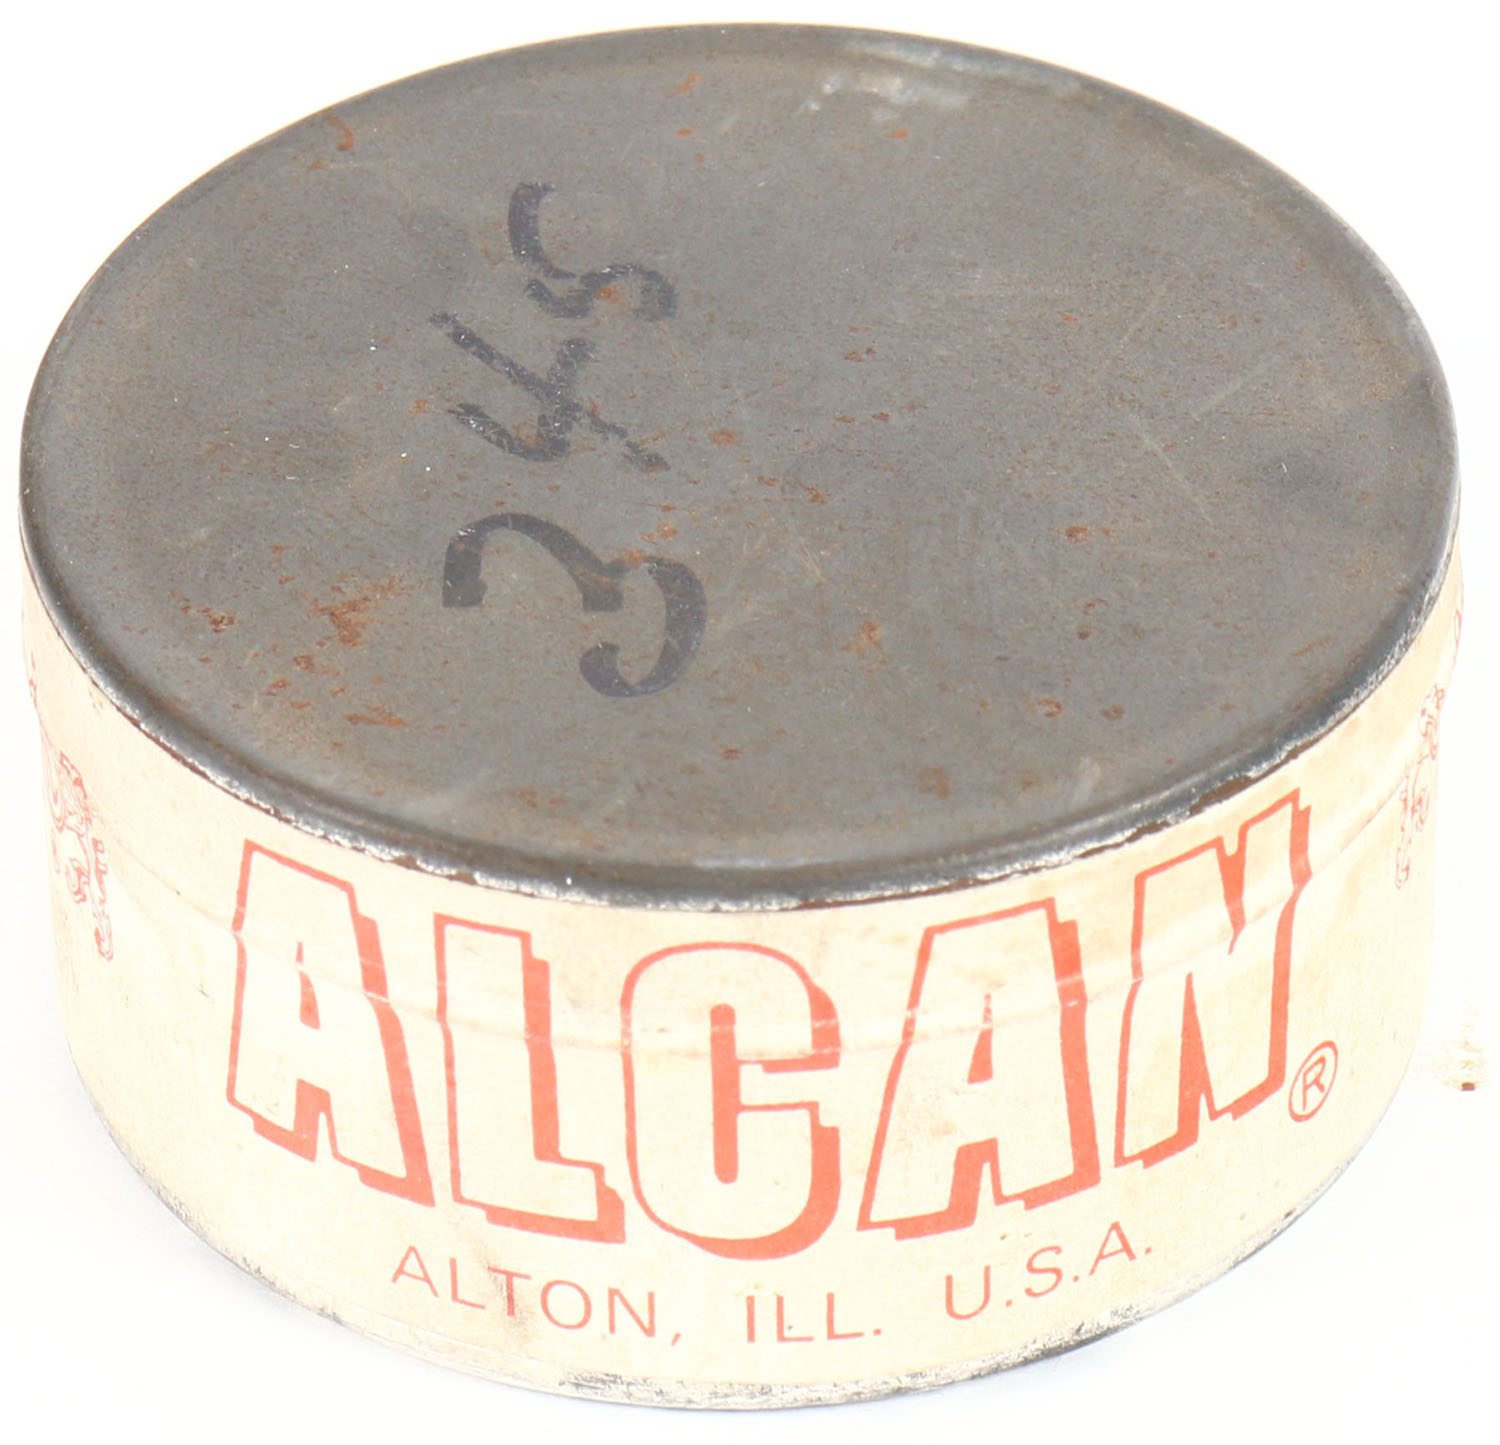 345
ALCAN®
ALTON, ILL. U.S.A.